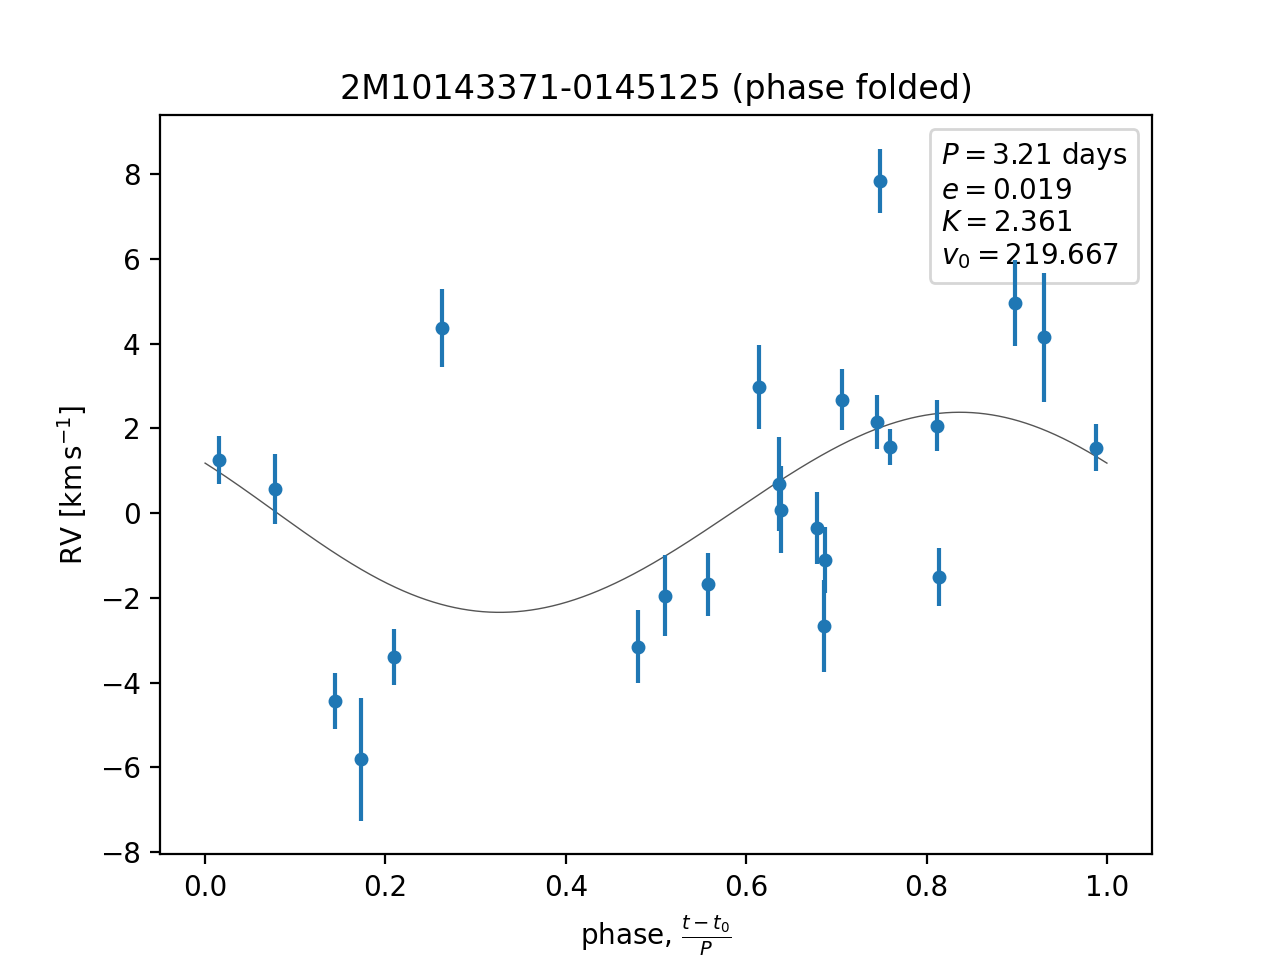 2M10143371-0145125 (phase folded)
P = 3.21 days
e = 0.019
K = 2.361
v₀ = 219.667
RV [km s⁻¹]
8
6
4
2
0
−2
−4
−6
−8
0.0 0.2 0.4 0.6 0.8 1.0
phase, (t − t₀)/P